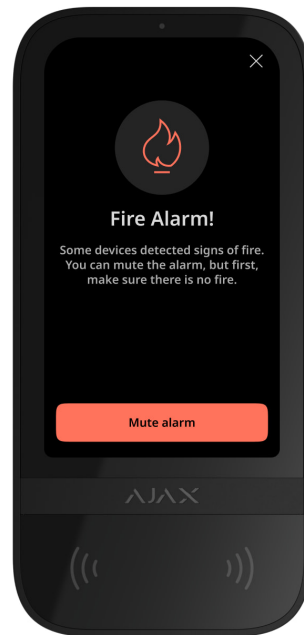 Fire Alarm!
Some devices detected signs of fire.
You can mute the alarm, but first,
make sure there is no fire.
Mute alarm
AJAX